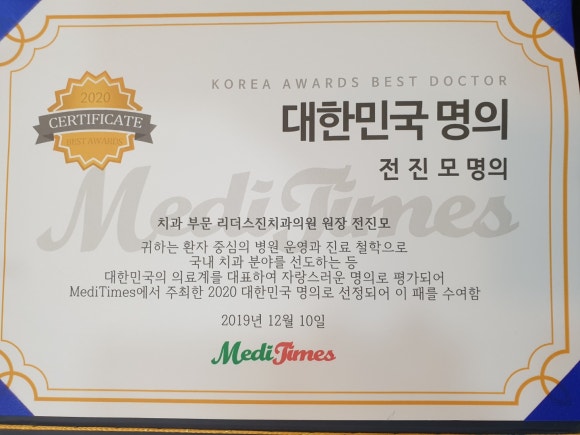 2020
CERTIFICATE
BEST AWARDS
KOREA AWARDS BEST DOCTOR
대한민국 명의
전 진 모 명의
MediTimes
치과 부문 리더스진치과의원 원장 전진모
귀하는 환자 중심의 병원 운영과 진료 철학으로
국내 치과 분야를 선도하는 등
대한민국의 의료계를 대표하여 자랑스러운 명의로 평가되어
MediTimes에서 주최한 2020 대한민국 명의로 선정되어 이 패를 수여함
2019년 12월 10일
MediTimes